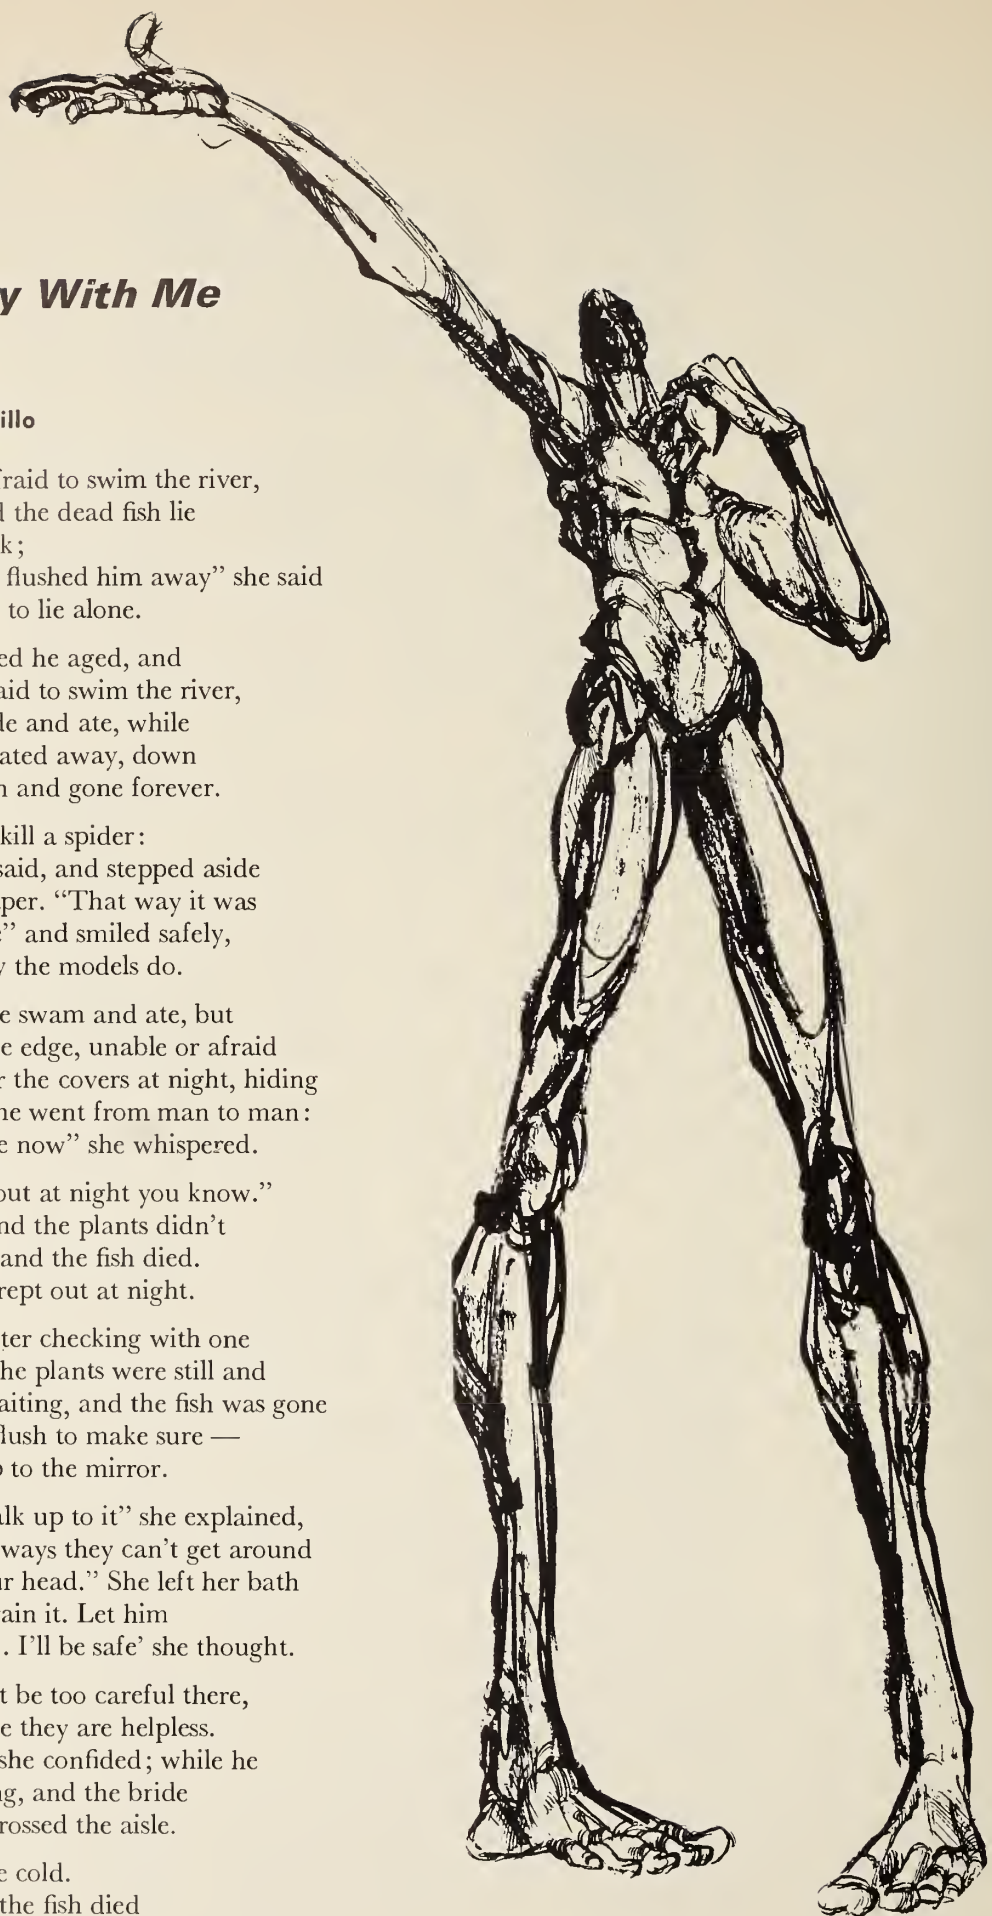 y With Me
illo
raid to swim the river,
d the dead fish lie
k;
flushed him away” she said
to lie alone.
ed he aged, and
aid to swim the river,
de and ate, while
ated away, down
n and gone forever.
kill a spider:
said, and stepped aside
per. “That way it was
e” and smiled safely,
y the models do.
e swam and ate, but
e edge, unable or afraid
r the covers at night, hiding
he went from man to man:
e now” she whispered.
out at night you know.”
nd the plants didn’t
and the fish died.
rept out at night.
ter checking with one
he plants were still and
aiting, and the fish was gone
lush to make sure —
p to the mirror.
alk up to it” she explained,
ways they can’t get around
ur head.” She left her bath
rain it. Let him
. I’ll be safe’ she thought.
t be too careful there,
e they are helpless.
she confided; while he
ng, and the bride
rossed the aisle.
e cold.
the fish died